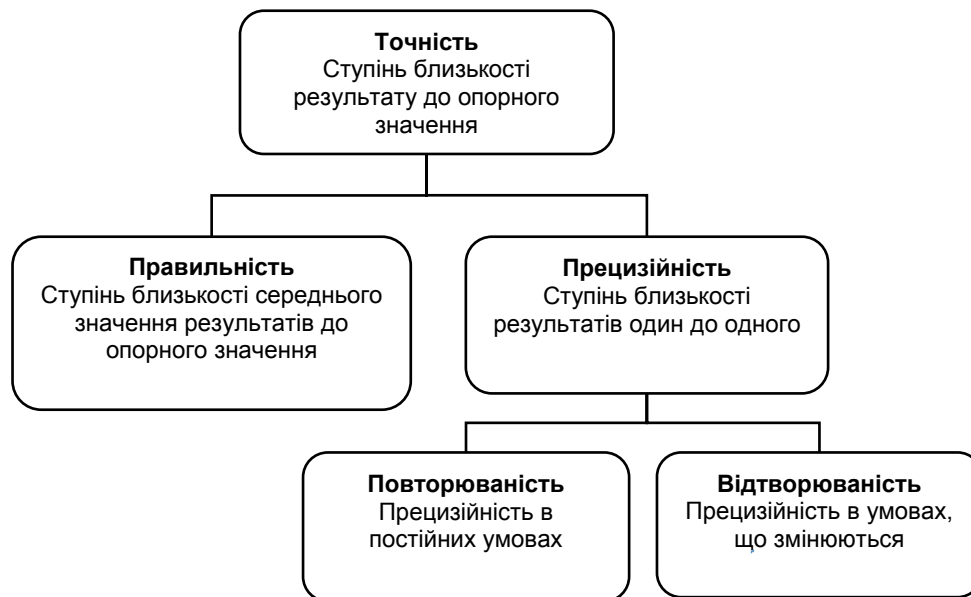 Точність
Ступінь близькості
результату до опорного
значення
Правильність
Ступінь близькості середнього
значення результатів до
опорного значення
Прецизійність
Ступінь близькості
результатів один до одного
Повторюваність
Прецизійність в
постійних умовах
Відтворюваність
Прецизійність в умовах,
що змінюються